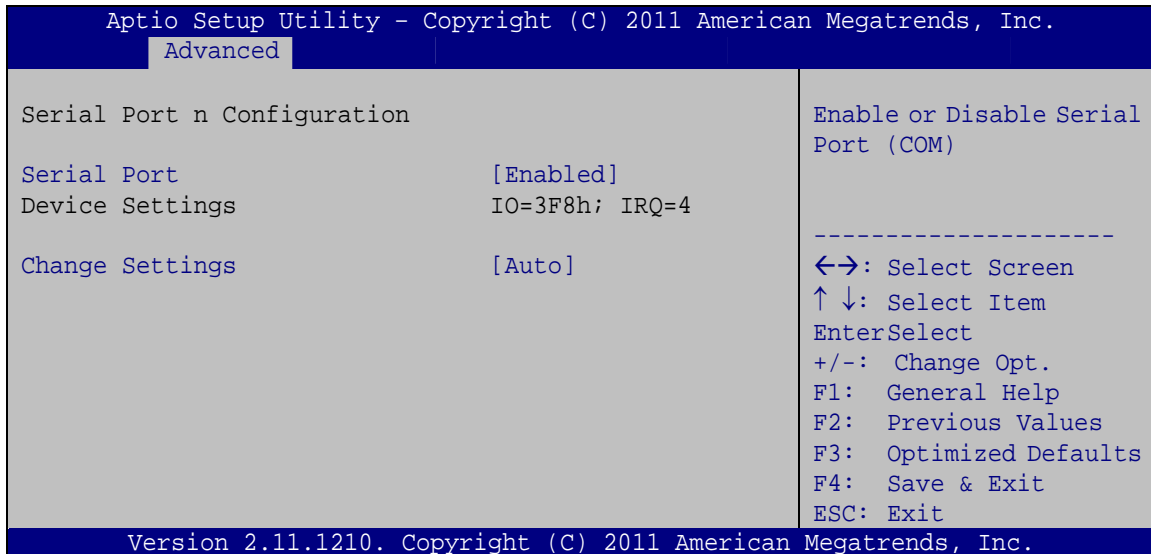 Aptio Setup Utility – Copyright (C) 2011 American Megatrends, Inc.
Advanced
Serial Port n Configuration
Serial Port [Enabled]
Device Settings IO=3F8h; IRQ=4
Change Settings [Auto]
Enable or Disable Serial
Port (COM)
---------------------
←→: Select Screen
↑ ↓: Select Item
EnterSelect
+/-: Change Opt.
F1: General Help
F2: Previous Values
F3: Optimized Defaults
F4: Save & Exit
ESC: Exit
Version 2.11.1210. Copyright (C) 2011 American Megatrends, Inc.